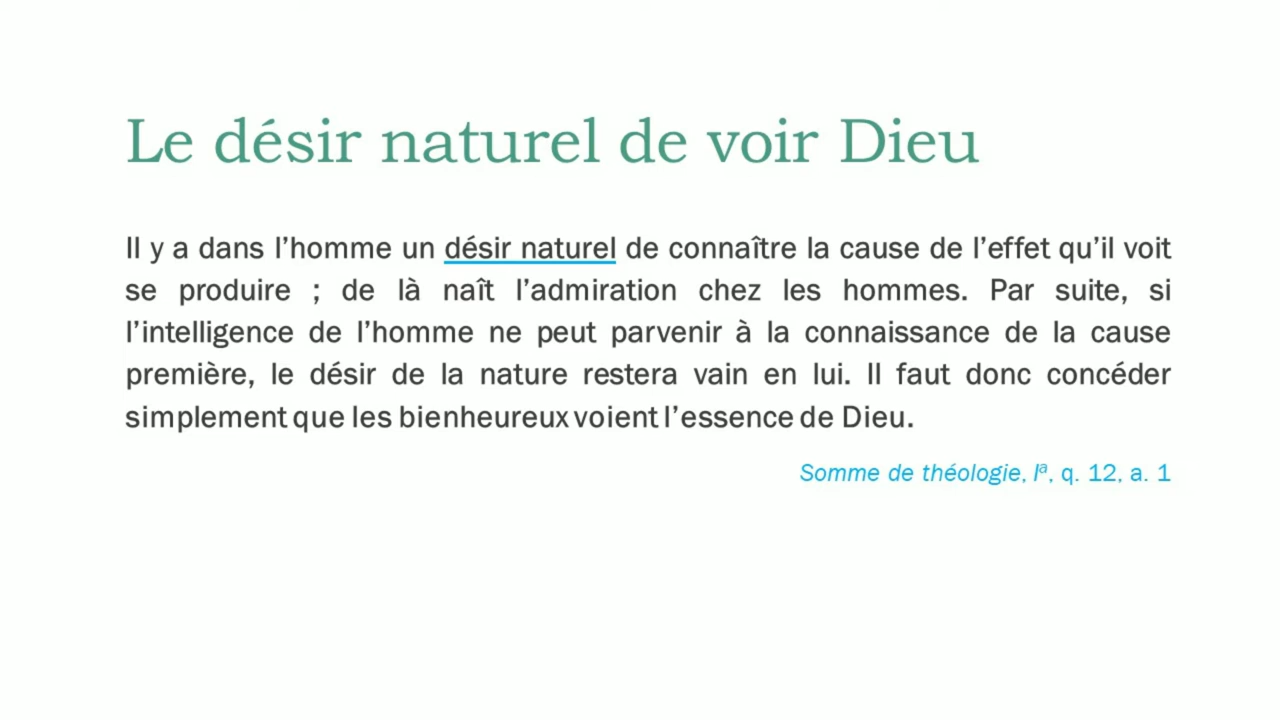 Le désir naturel de voir Dieu
Il y a dans l’homme un désir naturel de connaître la cause de l’effet qu’il voit
se produire ; de là naît l’admiration chez les hommes. Par suite, si
l’intelligence de l’homme ne peut parvenir à la connaissance de la cause
première, le désir de la nature restera vain en lui. Il faut donc concéder
simplement que les bienheureux voient l’essence de Dieu.
Somme de théologie, Iª, q. 12, a. 1